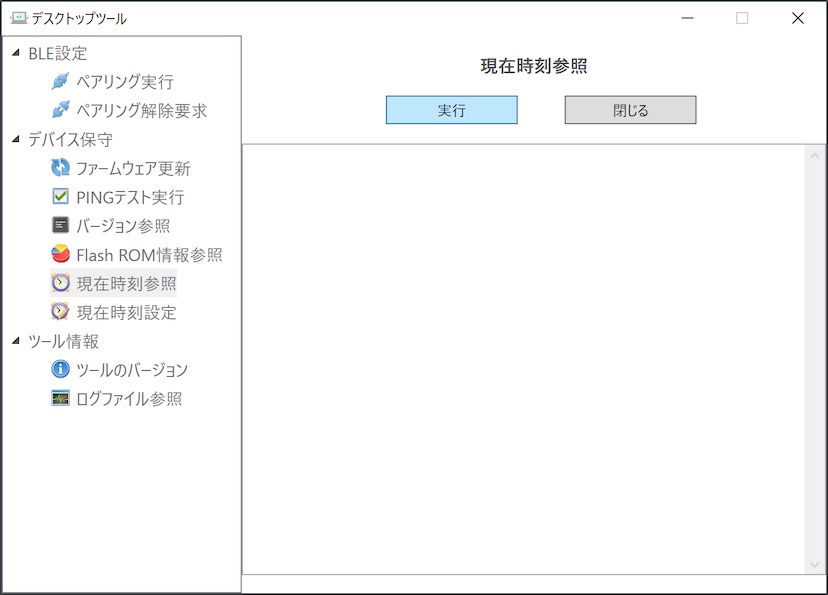 デスクトップツール
BLE設定
ペアリング実行
ペアリング解除要求
デバイス保守
ファームウェア更新
PINGテスト実行
バージョン参照
Flash ROM情報参照
現在時刻参照
現在時刻設定
ツール情報
ツールのバージョン
ログファイル参照
現在時刻参照
実行 閉じる